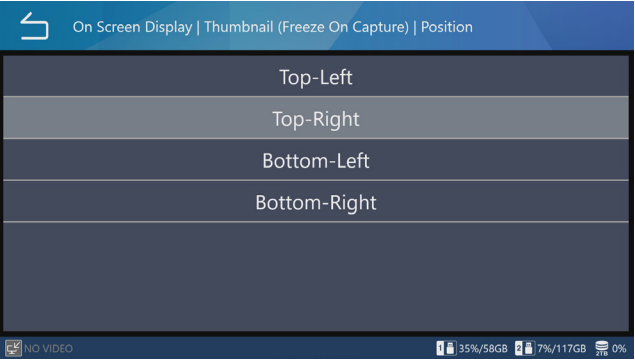 On Screen Display | Thumbnail (Freeze On Capture) | Position
Top-Left
Top-Right
Bottom-Left
Bottom-Right
NO VIDEO 1 35%/58GB 2 7%/117GB 2TB 0%